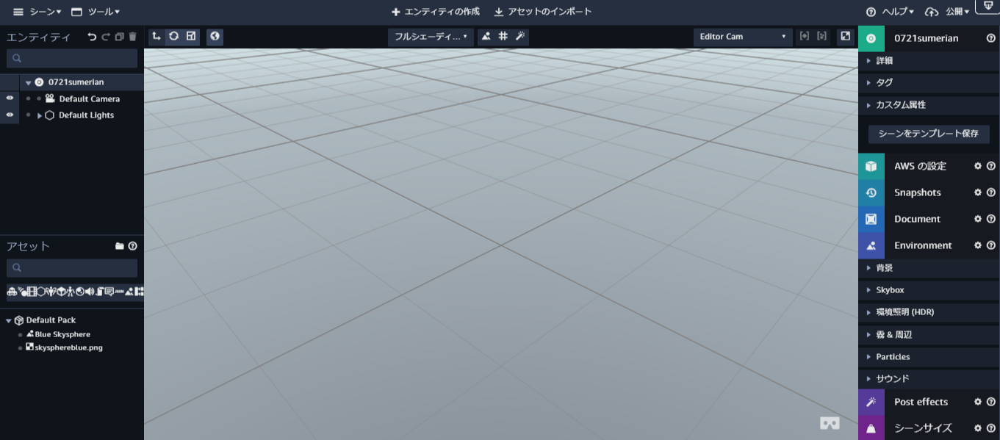 シーン▾ ツール▾ エンティティの作成 アセットのインポート ヘルプ▾ 公開▾
エンティティ
フルシェーディ... Editor Cam
0721sumerian
Default Camera
Default Lights
アセット
Default Pack
Blue Skysphere
skysphereblue.png
0721sumerian
詳細
タグ
カスタム属性
シーンをテンプレート保存
AWS の設定
Snapshots
Document
Environment
背景
Skybox
環境照明 (HDR)
霧 & 周辺
Particles
サウンド
Post effects
シーンサイズ